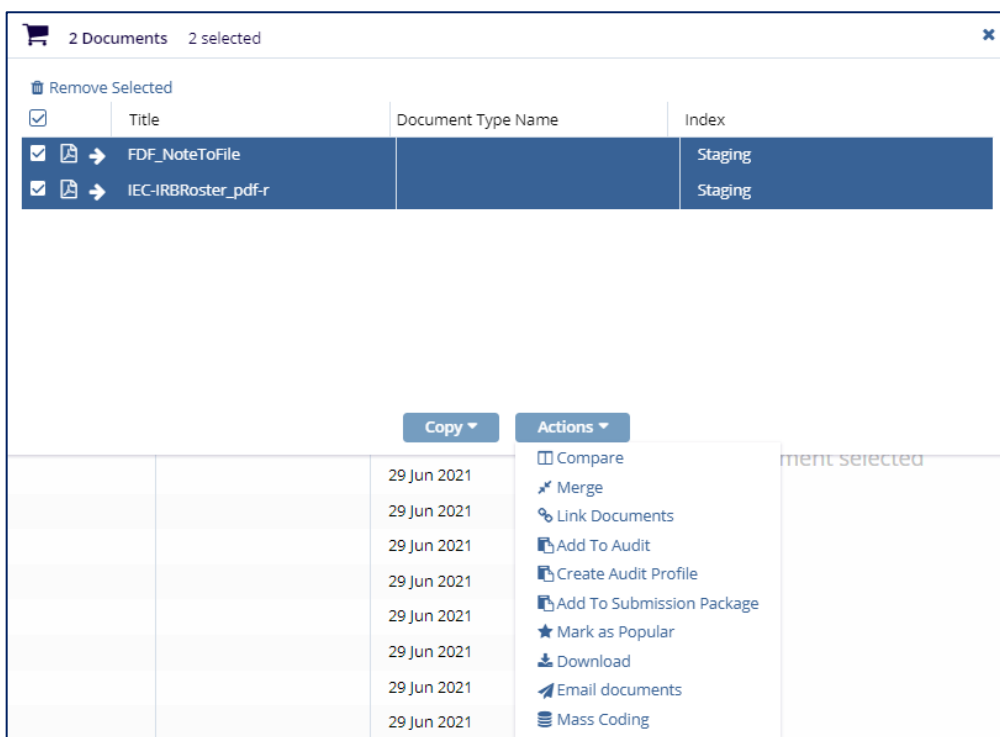 2 Documents 2 selected
Remove Selected
Title Document Type Name Index
FDF_NoteToFile Staging
IEC-IRBRoster_pdf-r Staging
Copy Actions
Compare
ment selected
29 Jun 2021
Merge
29 Jun 2021
Link Documents
29 Jun 2021 Add To Audit
29 Jun 2021 Create Audit Profile
29 Jun 2021 Add To Submission Package
29 Jun 2021 Mark as Popular
Download
29 Jun 2021 Email documents
29 Jun 2021 Mass Coding